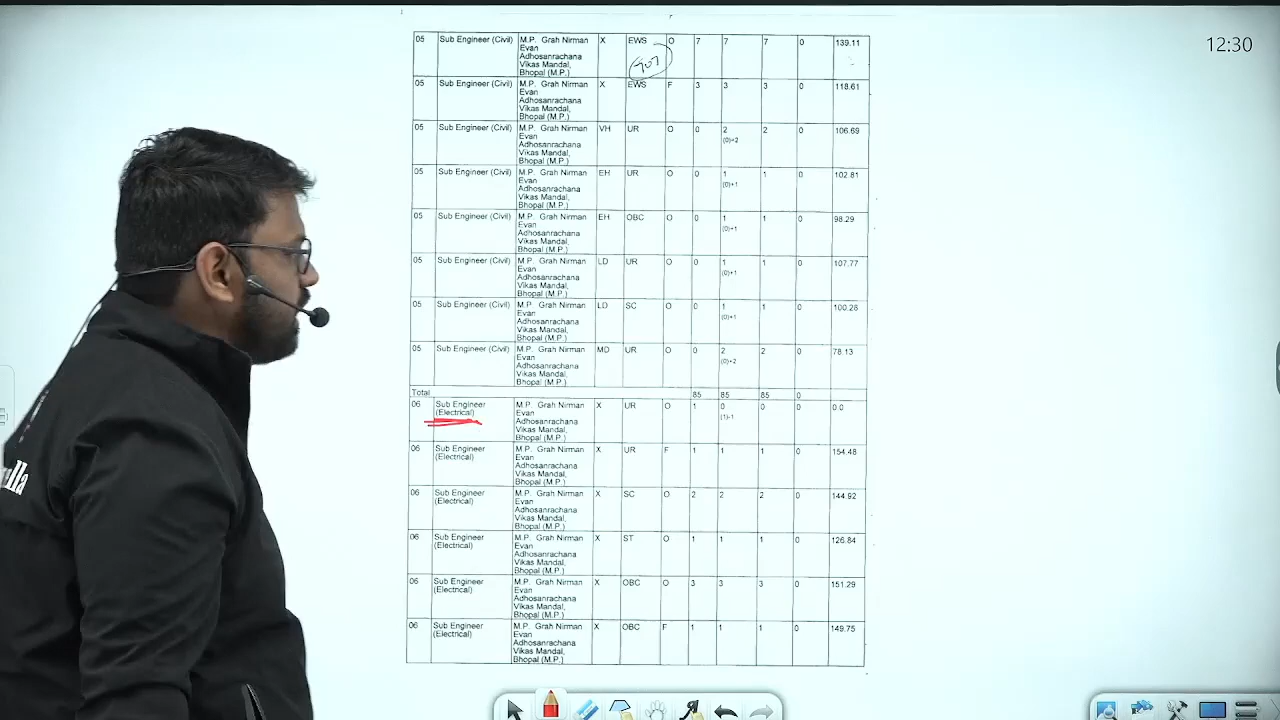 12:30
05 Sub Engineer (Civil) M.P. Grah Nirman X EWS O 7 7 7 0 139.11
Evan
Adhosanrachana
Vikas Mandal,
Bhopal (M.P.)
05 Sub Engineer (Civil) M.P. Grah Nirman X EWS F 3 3 3 0 118.61
Evan
Adhosanrachana
Vikas Mandal,
Bhopal (M.P.)
05 Sub Engineer (Civil) M.P. Grah Nirman VH UR O 0 2 2 0 106.69
Evan (0)+2
Adhosanrachana
Vikas Mandal,
Bhopal (M.P.)
05 Sub Engineer (Civil) M.P. Grah Nirman EH UR O 0 1 1 0 102.81
Evan (0)+1
Adhosanrachana
Vikas Mandal,
Bhopal (M.P.)
05 Sub Engineer (Civil) M.P. Grah Nirman EH OBC O 0 1 1 0 98.29
Evan (0)+1
Adhosanrachana
Vikas Mandal,
Bhopal (M.P.)
05 Sub Engineer (Civil) M.P. Grah Nirman LD UR O 0 1 1 0 107.77
Evan (0)+1
Adhosanrachana
Vikas Mandal,
Bhopal (M.P.)
05 Sub Engineer (Civil) M.P. Grah Nirman LD SC O 0 1 1 0 100.28
Evan (0)+1
Adhosanrachana
Vikas Mandal,
Bhopal (M.P.)
05 Sub Engineer (Civil) M.P. Grah Nirman MD UR O 0 2 2 0 78.13
Evan (0)+2
Adhosanrachana
Vikas Mandal,
Bhopal (M.P.)
Total 85 85 85 0
06 Sub Engineer M.P. Grah Nirman X UR O 1 0 0 0 0.0
(Electrical) Evan (1)-1
Adhosanrachana
Vikas Mandal,
Bhopal (M.P.)
06 Sub Engineer M.P. Grah Nirman X UR F 1 1 1 0 154.48
(Electrical) Evan
Adhosanrachana
Vikas Mandal,
Bhopal (M.P.)
06 Sub Engineer M.P. Grah Nirman X SC O 2 2 2 0 144.92
(Electrical) Evan
Adhosanrachana
Vikas Mandal,
Bhopal (M.P.)
06 Sub Engineer M.P. Grah Nirman X ST O 1 1 1 0 126.84
(Electrical) Evan
Adhosanrachana
Vikas Mandal,
Bhopal (M.P.)
06 Sub Engineer M.P. Grah Nirman X OBC O 3 3 3 0 151.29
(Electrical) Evan
Adhosanrachana
Vikas Mandal,
Bhopal (M.P.)
06 Sub Engineer M.P. Grah Nirman X OBC F 1 1 1 0 149.75
(Electrical) Evan
Adhosanrachana
Vikas Mandal,
Bhopal (M.P.)